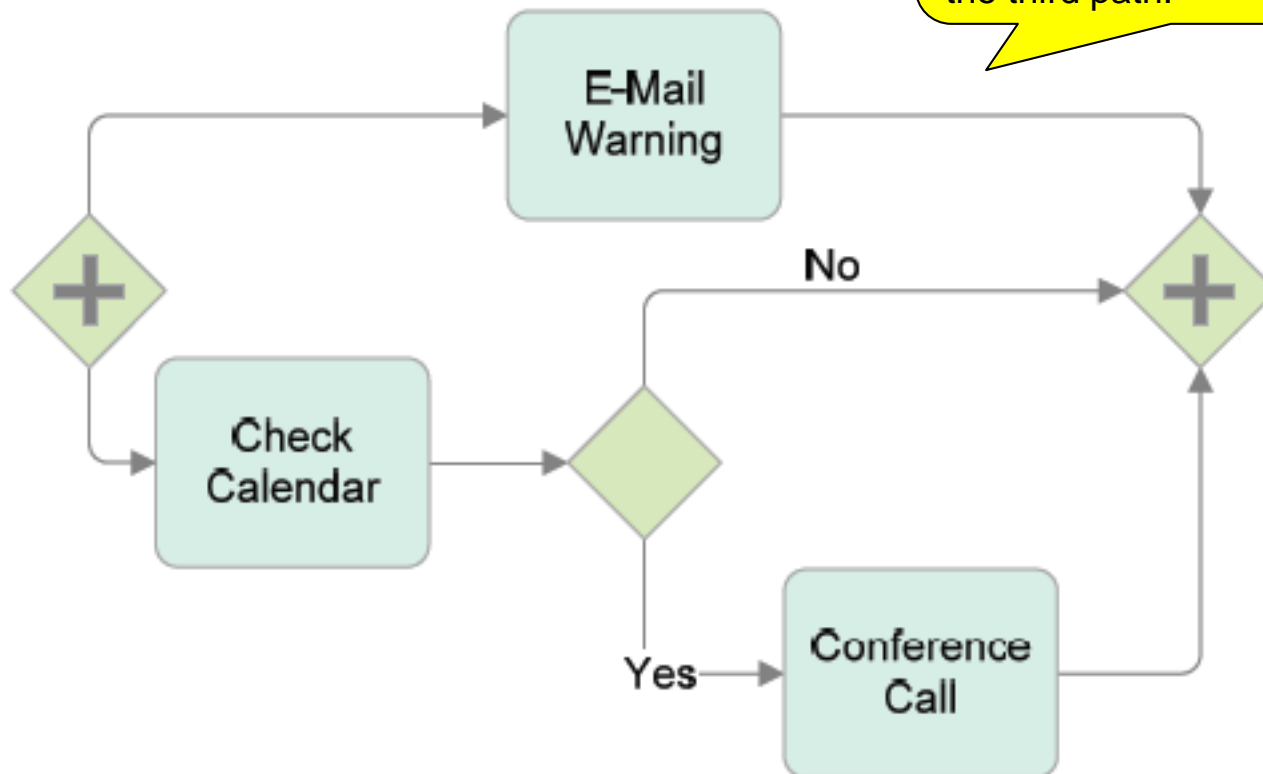 the third path.
E-Mail
Warning
No
Check
Calendar
Yes
Conference
Call